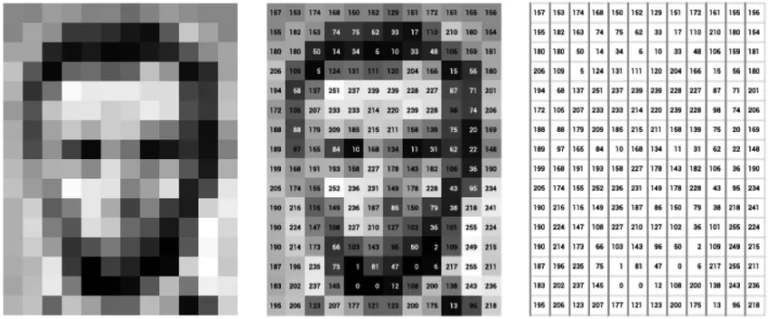 157 153 174 168 150 152 129 151 172 161 155 156
155 182 163 74 75 62 33 17 110 210 180 154
180 180 50 14 34 6 10 33 48 106 159 181
206 109 5 124 131 111 120 204 166 15 56 180
194 68 137 251 237 239 239 228 227 87 71 201
172 105 207 233 233 214 220 239 228 98 74 206
188 88 179 209 185 215 211 158 139 75 20 169
189 97 165 84 10 168 134 11 31 62 22 148
199 168 191 193 158 227 178 143 182 106 36 190
205 174 155 252 236 231 149 178 228 43 95 234
190 216 116 149 236 187 86 150 79 38 218 241
190 224 147 108 227 210 127 102 36 101 255 224
190 214 173 66 103 143 96 50 2 109 249 215
187 196 235 75 1 81 47 0 6 217 255 211
183 202 237 145 0 0 12 108 200 138 243 236
195 206 123 207 177 121 123 200 175 13 96 218
157 153 174 168 150 152 129 151 172 161 155 156
155 182 163 74 75 62 33 17 110 210 180 154
180 180 50 14 34 6 10 33 48 106 159 181
206 109 5 124 131 111 120 204 166 15 56 180
194 68 137 251 237 239 239 228 227 87 71 201
172 105 207 233 233 214 220 239 228 98 74 206
188 88 179 209 185 215 211 158 139 75 20 169
189 97 165 84 10 168 134 11 31 62 22 148
199 168 191 193 158 227 178 143 182 106 36 190
205 174 155 252 236 231 149 178 228 43 95 234
190 216 116 149 236 187 86 150 79 38 218 241
190 224 147 108 227 210 127 102 36 101 255 224
190 214 173 66 103 143 96 50 2 109 249 215
187 196 235 75 1 81 47 0 6 217 255 211
183 202 237 145 0 0 12 108 200 138 243 236
195 206 123 207 177 121 123 200 175 13 96 218